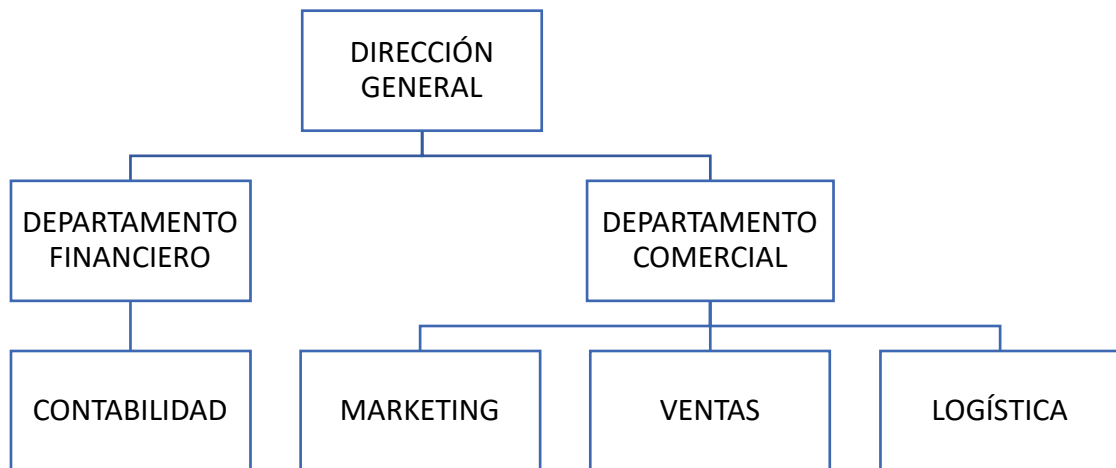 DIRECCIÓN
GENERAL
DEPARTAMENTO
FINANCIERO
DEPARTAMENTO
COMERCIAL
CONTABILIDAD
MARKETING
VENTAS
LOGÍSTICA